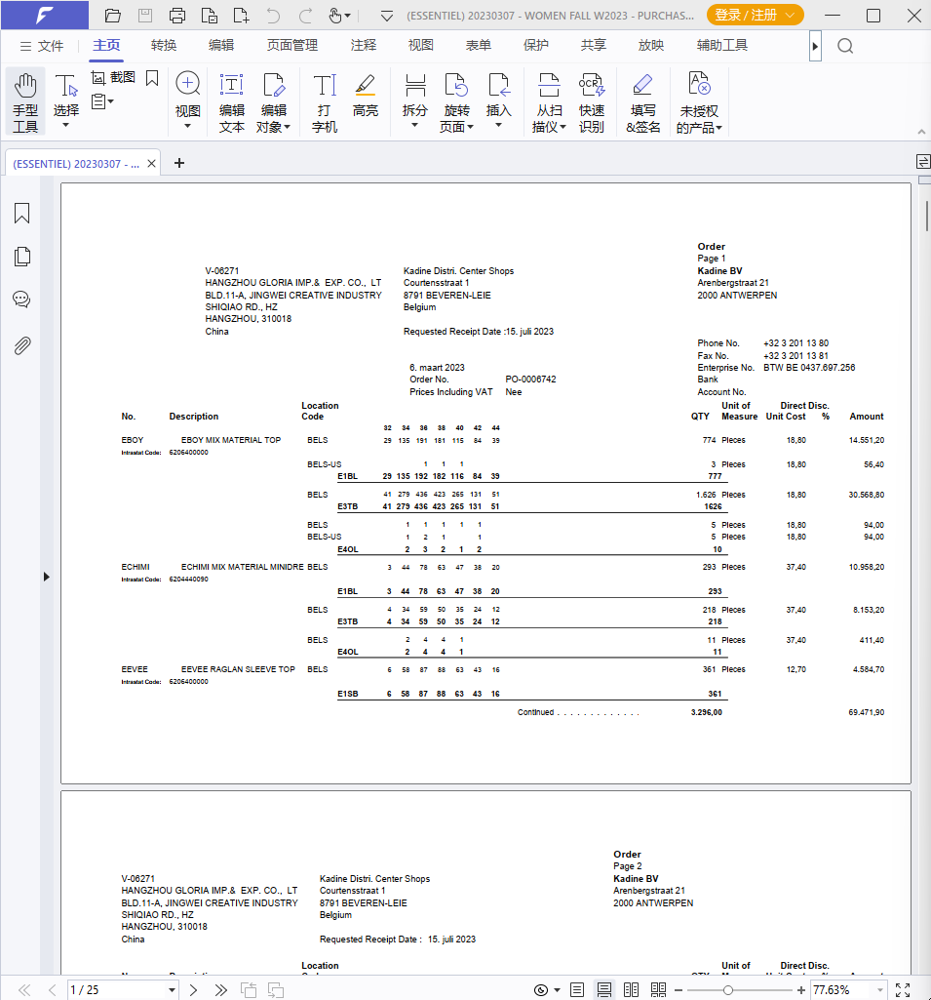 (ESSENTIEL) 20230307 - WOMEN FALL W2023 - PURCHAS...
登录 / 注册
文件 主页 转换 编辑 页面管理 注释 视图 表单 保护 共享 放映 辅助工具
手型工具 选择 截图 视图 编辑文本 编辑对象 打字机 高亮 拆分 旋转页面 插入 从扫描仪 快速识别 填写&签名 未授权的产品
(ESSENTIEL) 20230307 - ...
Order
Page 1
V-06271 Kadine Distri. Center Shops Kadine BV
HANGZHOU GLORIA IMP.& EXP. CO., LT Courtensstraat 1 Arenbergstraat 21
BLD.11-A, JINGWEI CREATIVE INDUSTRY 8791 BEVEREN-LEIE 2000 ANTWERPEN
SHIQIAO RD., HZ Belgium
HANGZHOU, 310018
China Requested Receipt Date :15. juli 2023
Phone No. +32 3 201 13 80
Fax No. +32 3 201 13 81
6. maart 2023 Enterprise No. BTW BE 0437.697.256
Order No. PO-0006742 Bank
Prices Including VAT Nee Account No.
Location Unit of Direct Disc.
No. Description Code QTY Measure Unit Cost % Amount
32 34 36 38 40 42 44
EBOY EBOY MIX MATERIAL TOP BELS 29 135 191 181 115 84 39 774 Pieces 18,80 14.551,20
Intrastat Code: 6206400000
BELS-US 1 1 1 3 Pieces 18,80 56,40
E1BL 29 135 192 182 116 84 39 777
BELS 41 279 436 423 265 131 51 1.626 Pieces 18,80 30.568,80
E3TB 41 279 436 423 265 131 51 1626
BELS 1 1 1 1 1 5 Pieces 18,80 94,00
BELS-US 1 2 1 1 5 Pieces 18,80 94,00
E4OL 2 3 2 1 2 10
ECHIMI ECHIMI MIX MATERIAL MINIDRE BELS 3 44 78 63 47 38 20 293 Pieces 37,40 10.958,20
Intrastat Code: 6204440090
E1BL 3 44 78 63 47 38 20 293
BELS 4 34 59 50 35 24 12 218 Pieces 37,40 8.153,20
E3TB 4 34 59 50 35 24 12 218
BELS 2 4 4 1 11 Pieces 37,40 411,40
E4OL 2 4 4 1 11
EEVEE EEVEE RAGLAN SLEEVE TOP BELS 6 58 87 88 63 43 16 361 Pieces 12,70 4.584,70
Intrastat Code: 6206400000
E1SB 6 58 87 88 63 43 16 361
Continued . . . . . . . . . . . . . 3.296,00 69.471,90
Order
Page 2
V-06271 Kadine Distri. Center Shops Kadine BV
HANGZHOU GLORIA IMP.& EXP. CO., LT Courtensstraat 1 Arenbergstraat 21
BLD.11-A, JINGWEI CREATIVE INDUSTRY 8791 BEVEREN-LEIE 2000 ANTWERPEN
SHIQIAO RD., HZ Belgium
HANGZHOU, 310018
China Requested Receipt Date : 15. juli 2023
Location Unit of Direct Disc.
1 / 25 77.63%